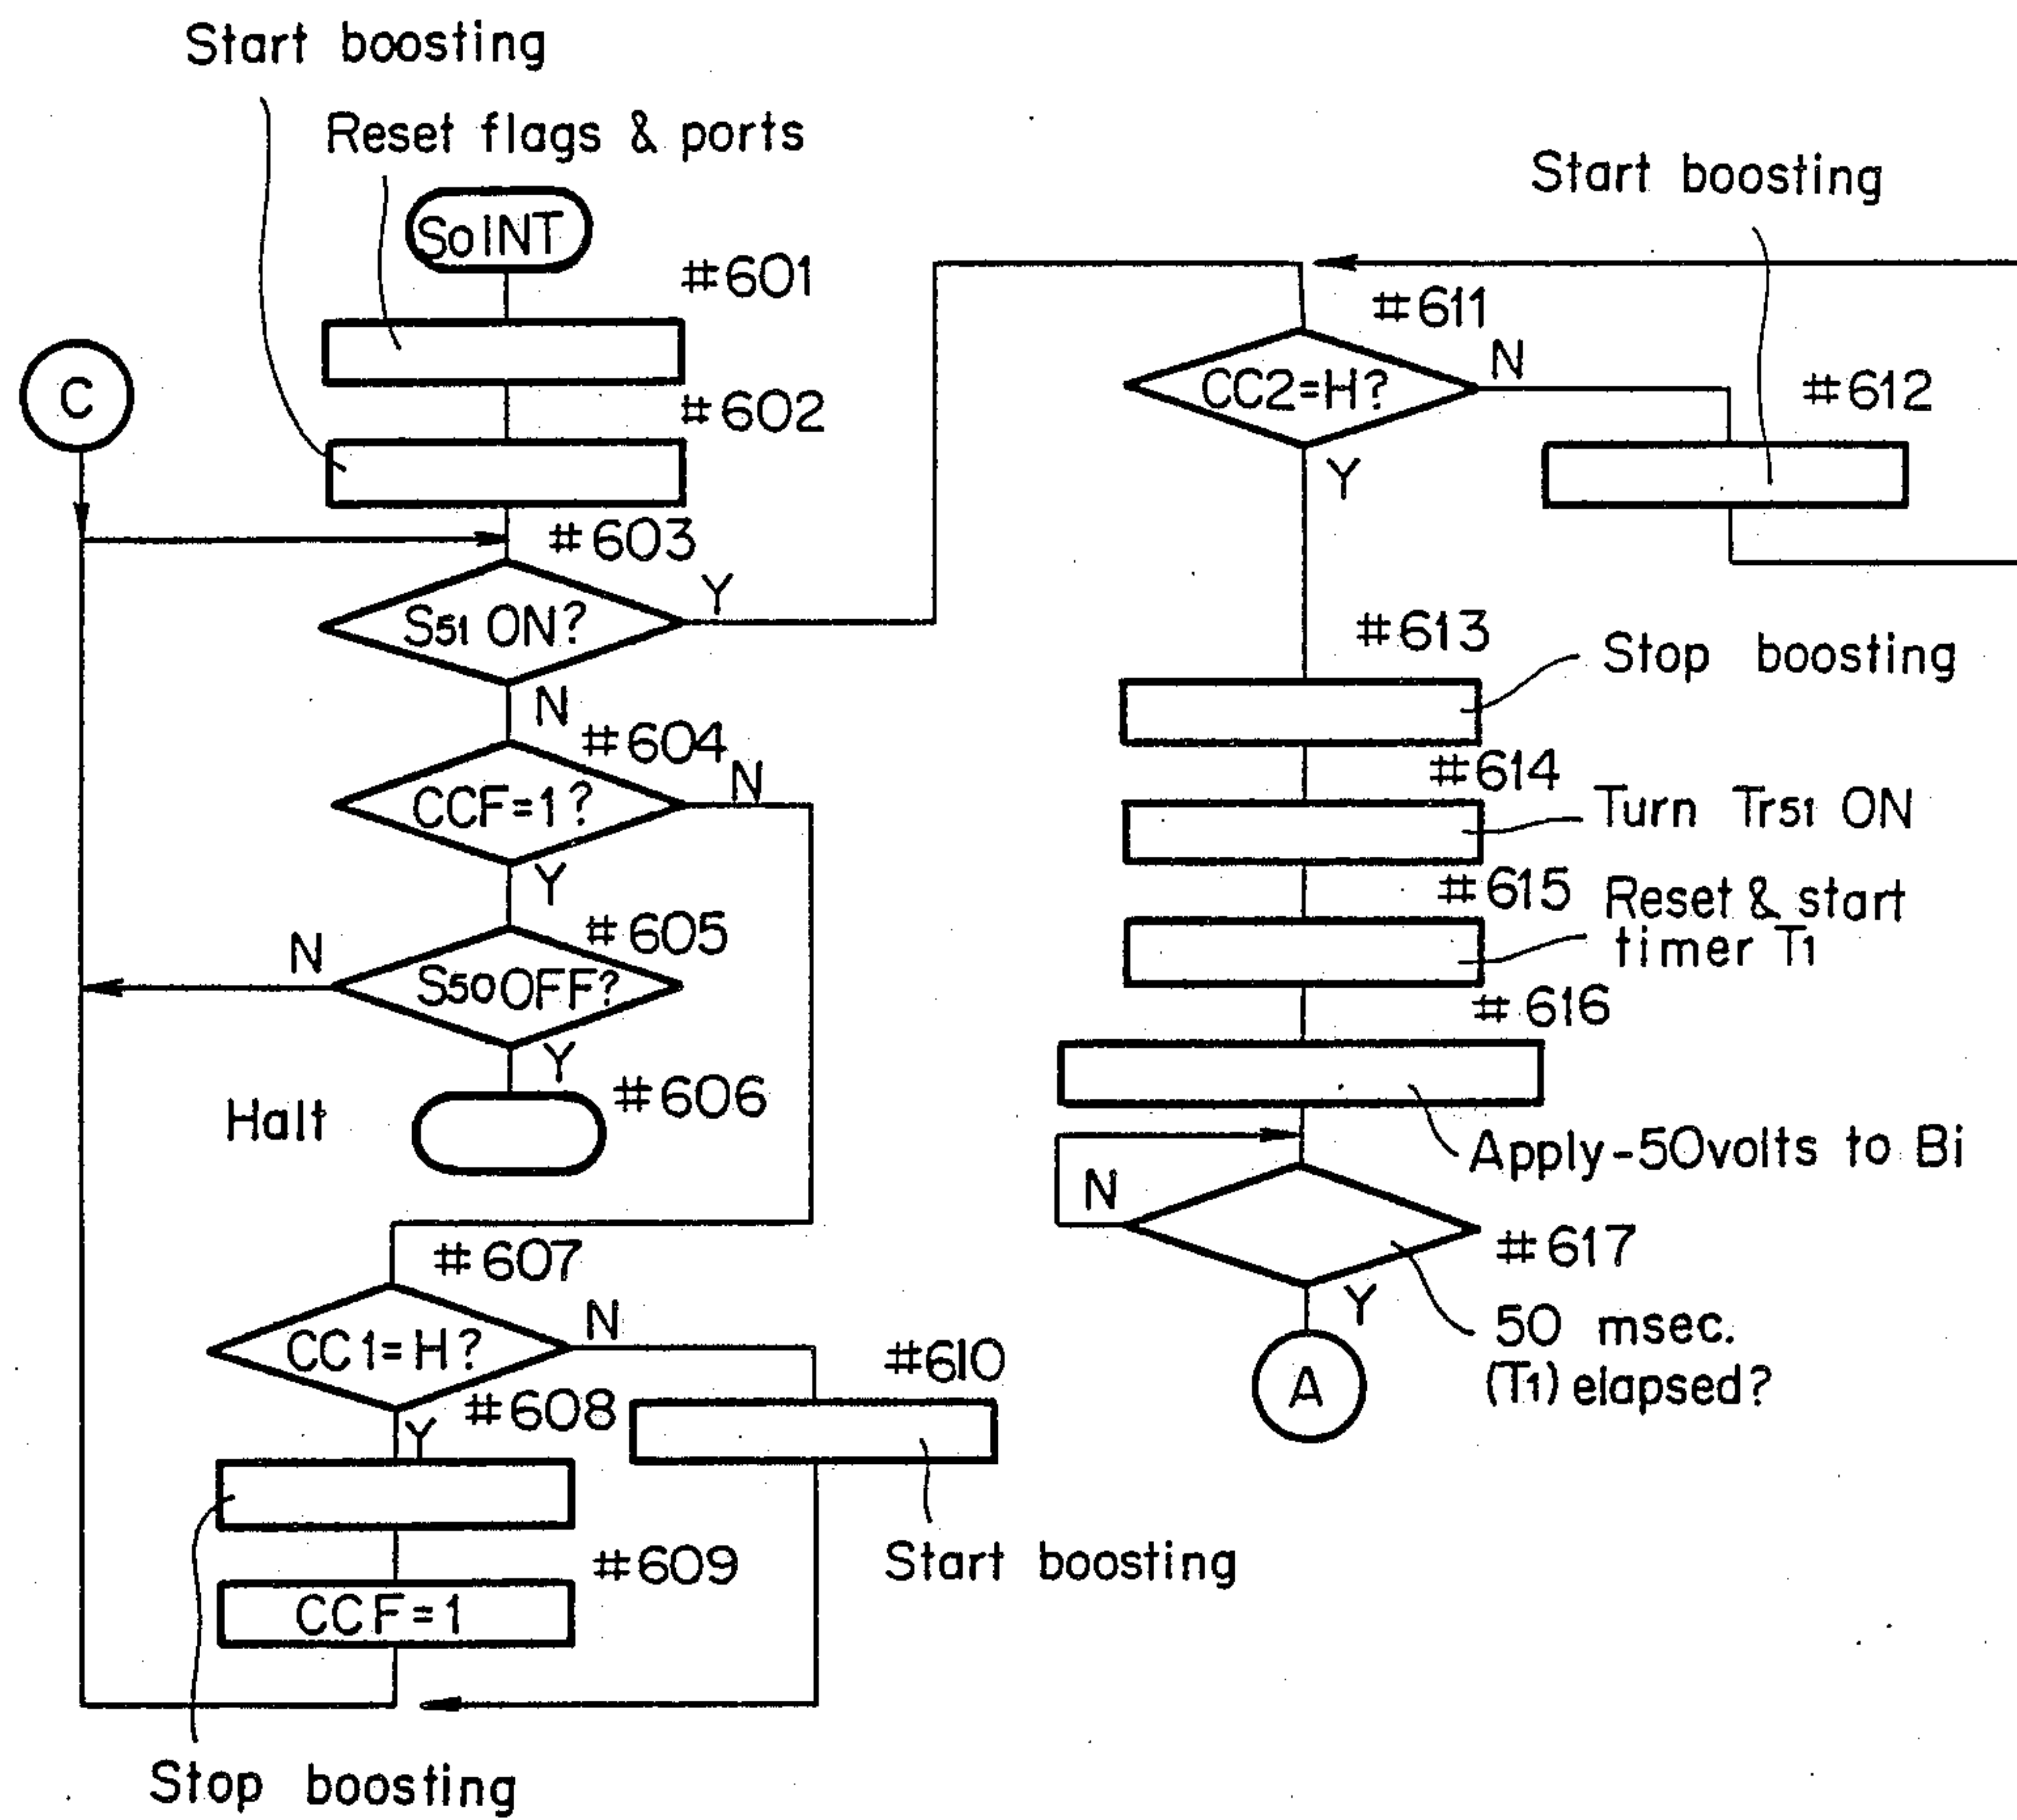 Start boosting
Reset flags & ports
SoINT
#601
#602
C
#603
S51 ON?
Y
N
#604
CCF=1?
N
Y
#605
N
S50 OFF?
Y
#606
Halt
#607
CC1=H?
N
#608
Y
#610
#609
CCF=1
Start boosting
Stop boosting
Start boosting
#611
CC2=H?
N
#612
Y
#613
Stop boosting
#614
Turn Tr51 ON
#615
Reset & start
timer T1
#616
Apply-50volts to Bi
N
#617
Y
50 msec.
(T1) elapsed?
A